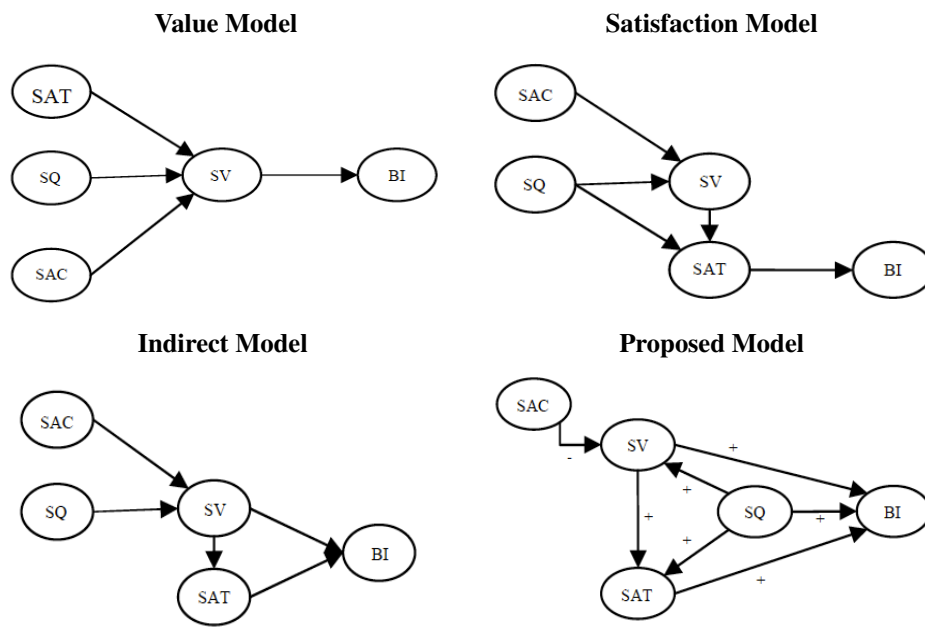 Value Model
SAT
SQ
SAC
SV
BI
Satisfaction Model
SAC
SQ
SV
SAT
BI
Indirect Model
SAC
SQ
SV
SAT
BI
Proposed Model
SAC
-
SV
+
+
+
SQ
+
BI
+
SAT
+